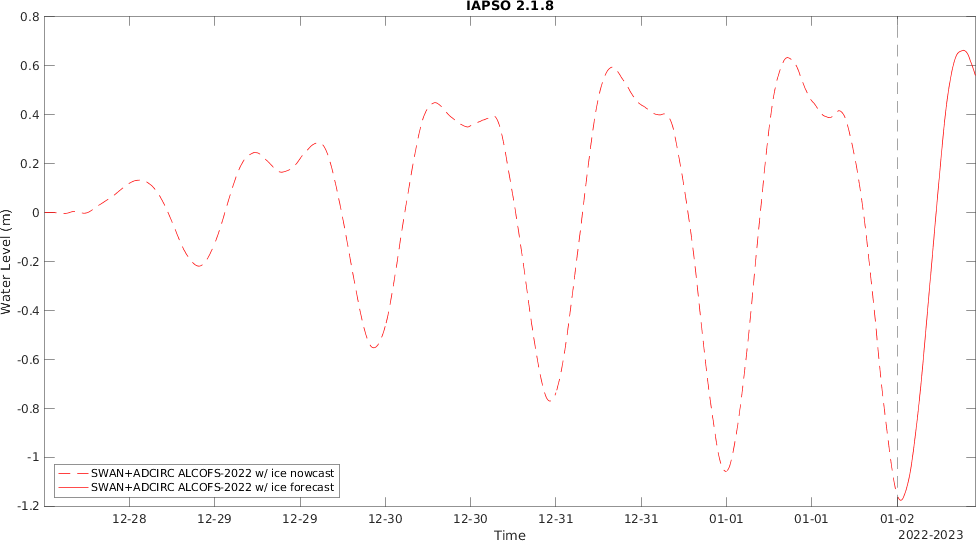 IAPSO 2.1.8
0.8
0.6
0.4
0.2
0
-0.2
-0.4
-0.6
-0.8
-1
-1.2
Water Level (m)
SWAN+ADCIRC ALCOFS-2022 w/ ice nowcast
SWAN+ADCIRC ALCOFS-2022 w/ ice forecast
12-28 12-29 12-29 12-30 12-30 12-31 12-31 01-01 01-01 01-02
Time
2022-2023